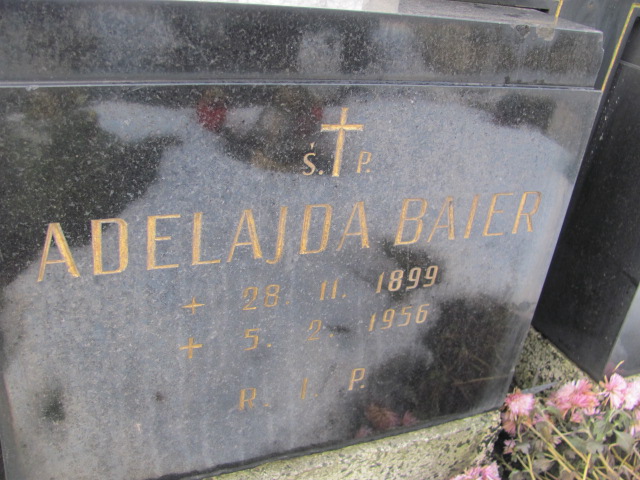 Ś. P.
ADELAJDA BAIER
+ 28 11. 1899
+ 5. 2. 1956
R. I. P.